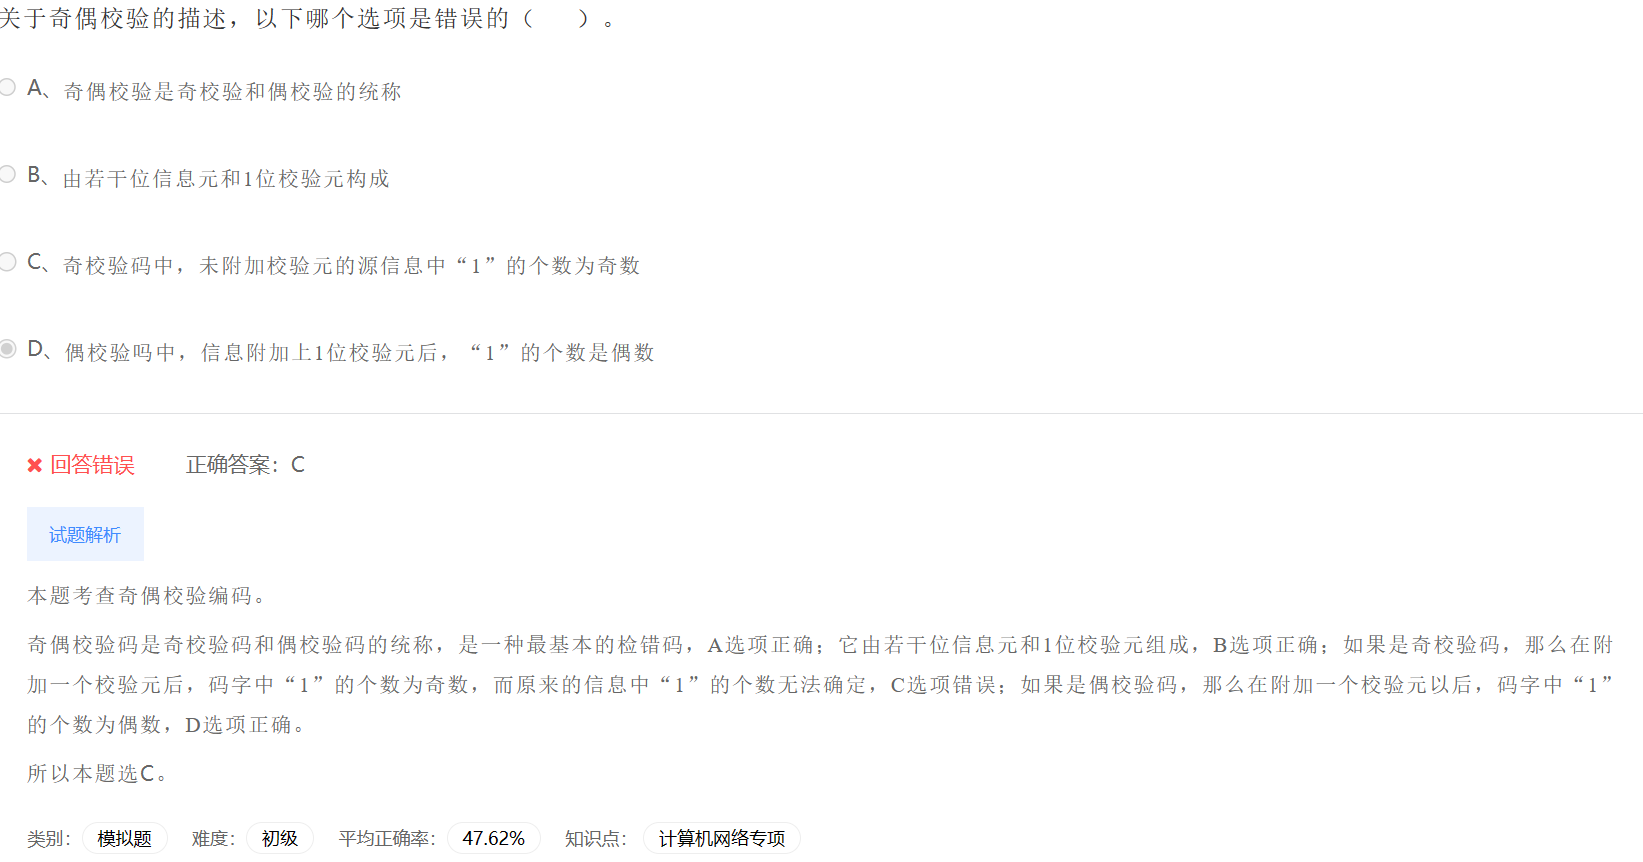 关于奇偶校验的描述，以下哪个选项是错误的（　　）。
A、奇偶校验是奇校验和偶校验的统称
B、由若干位信息元和1位校验元构成
C、奇校验码中，未附加校验元的源信息中“1”的个数为奇数
D、偶校验吗中，信息附加上1位校验元后，“1”的个数是偶数
回答错误 正确答案：C
试题解析
本题考查奇偶校验编码。
奇偶校验码是奇校验码和偶校验码的统称，是一种最基本的检错码，A选项正确；它由若干位信息元和1位校验元组成，B选项正确；如果是奇校验码，那么在附
加一个校验元后，码字中“1”的个数为奇数，而原来的信息中“1”的个数无法确定，C选项错误；如果是偶校验码，那么在附加一个校验元以后，码字中“1”
的个数为偶数，D选项正确。
所以本题选C。
类别： 模拟题 难度： 初级 平均正确率： 47.62% 知识点： 计算机网络专项